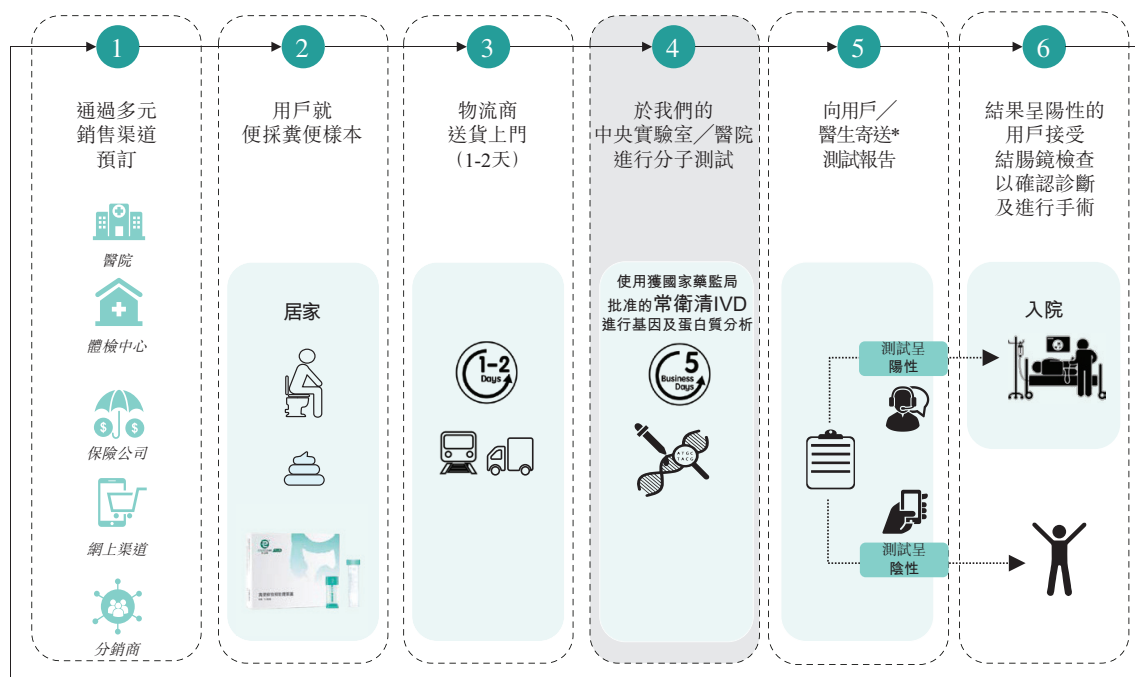 1
通過多元
銷售渠道
預訂
醫院
體檢中心
保險公司
網上渠道
分銷商
2
用戶就
便採糞便樣本
居家
3
物流商
送貨上門
（1-2天）
1-2
Days
4
於我們的
中央實驗室／醫院
進行分子測試
使用獲國家藥監局
批准的常衛清IVD
進行基因及蛋白質分析
5
Business
Days
ATGC
TACG
5
向用戶／
醫生寄送*
測試報告
測試呈
陽性
測試呈
陰性
6
結果呈陽性的
用戶接受
結腸鏡檢查
以確認診斷
及進行手術
入院